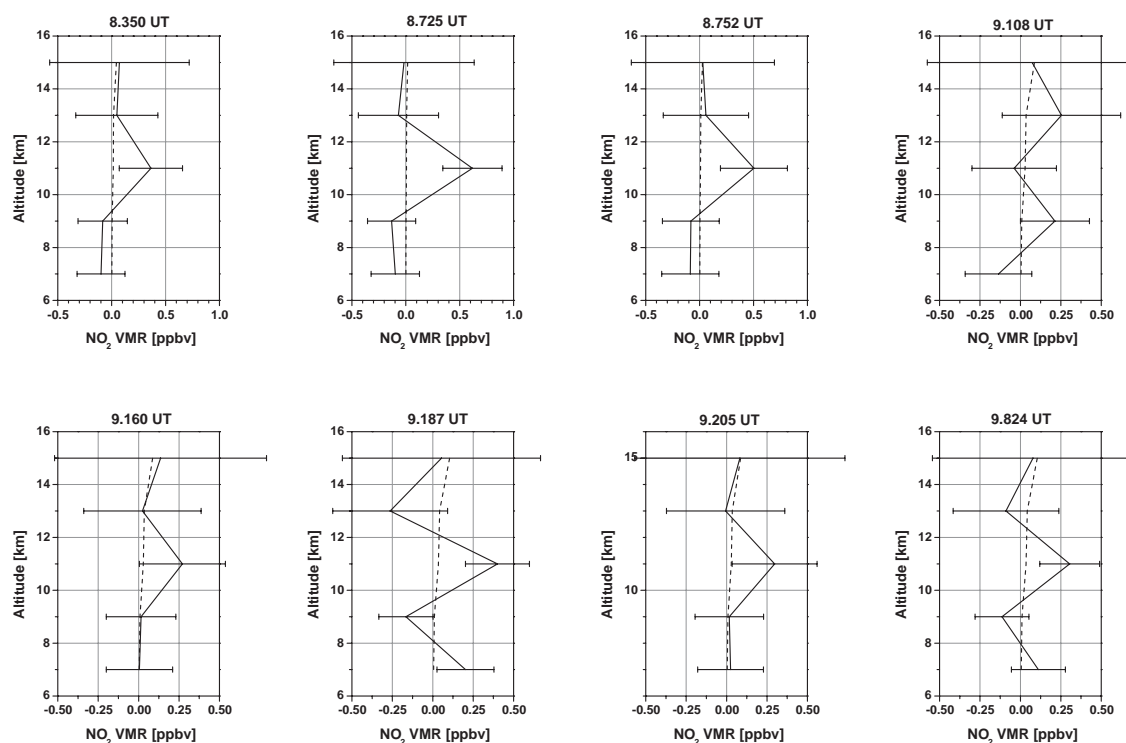 8.350 UT
8.725 UT
8.752 UT
9.108 UT
16
14
12
10
8
6
Altitude [km]
-0.5 0.0 0.5 1.0
NO2 VMR [ppbv]
16
14
12
10
8
6
Altitude [km]
-0.5 0.0 0.5 1.0
NO2 VMR [ppbv]
16
14
12
10
8
6
Altitude [km]
-0.5 0.0 0.5 1.0
NO2 VMR [ppbv]
16
14
12
10
8
6
Altitude [km]
-0.50 -0.25 0.00 0.25 0.50
NO2 VMR [ppbv]
9.160 UT
9.187 UT
9.205 UT
9.824 UT
16
14
12
10
8
6
Altitude [km]
-0.50 -0.25 0.00 0.25 0.50
NO2 VMR [ppbv]
16
14
12
10
8
6
Altitude [km]
-0.50 -0.25 0.00 0.25 0.50
NO2 VMR [ppbv]
15
10
Altitude [km]
-0.50 -0.25 0.00 0.25 0.50
NO2 VMR [ppbv]
16
14
12
10
8
6
Altitude [km]
-0.50 -0.25 0.00 0.25 0.50
NO2 VMR [ppbv]